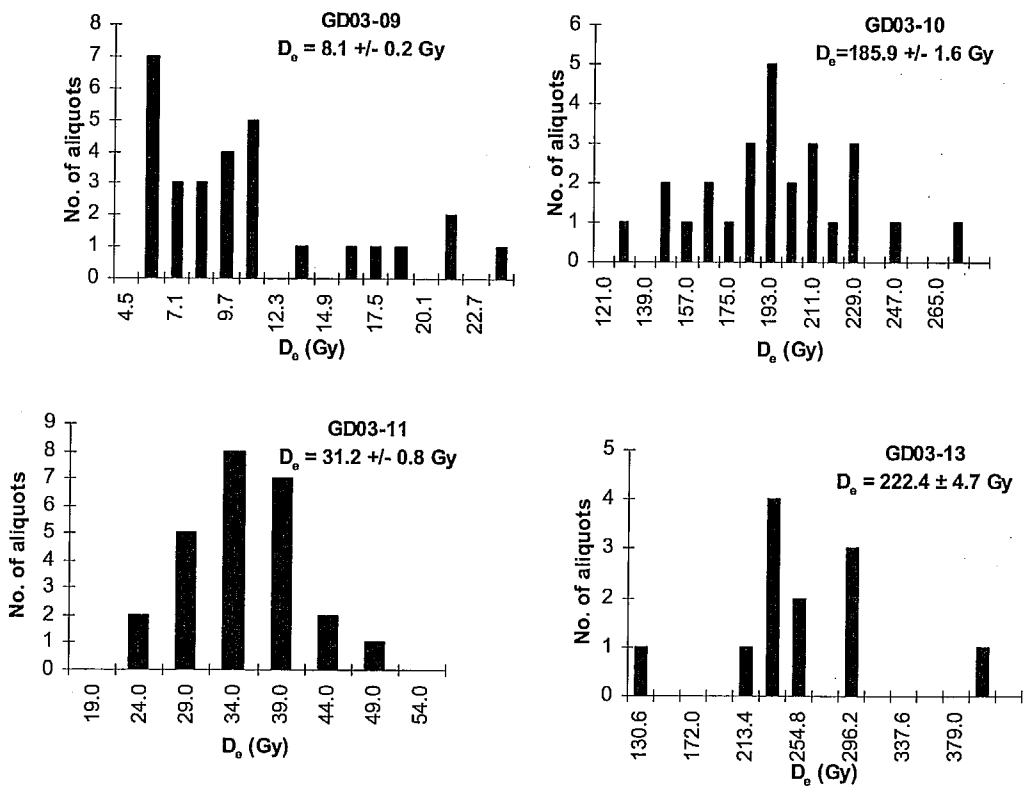 GD03-09
De = 8.1 +/- 0.2 Gy
No. of aliquots
8
7
6
5
4
3
2
1
0
4.5 7.1 9.7 12.3 14.9 17.5 20.1 22.7
De (Gy)
GD03-10
De=185.9 +/- 1.6 Gy
No. of aliquots
6
5
4
3
2
1
0
121.0 139.0 157.0 175.0 193.0 211.0 229.0 247.0 265.0
De (Gy)
GD03-11
De = 31.2 +/- 0.8 Gy
No. of aliquots
9
8
7
6
5
4
3
2
1
0
19.0 24.0 29.0 34.0 39.0 44.0 49.0 54.0
De (Gy)
GD03-13
De = 222.4 ± 4.7 Gy
No. of aliquots
5
4
3
2
1
0
130.6 172.0 213.4 254.8 296.2 337.6 379.0
De (Gy)